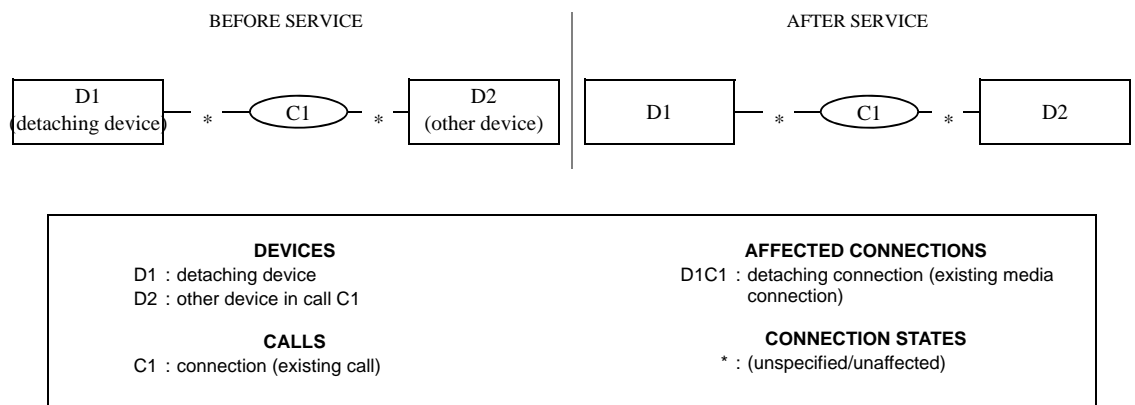 BEFORE SERVICE
AFTER SERVICE
D1
(detaching device)
*
C1
*
D2
(other device)
D1
*
C1
*
D2
DEVICES
D1 : detaching device
D2 : other device in call C1
CALLS
C1 : connection (existing call)
AFFECTED CONNECTIONS
D1C1 : detaching connection (existing media
connection)
CONNECTION STATES
* : (unspecified/unaffected)